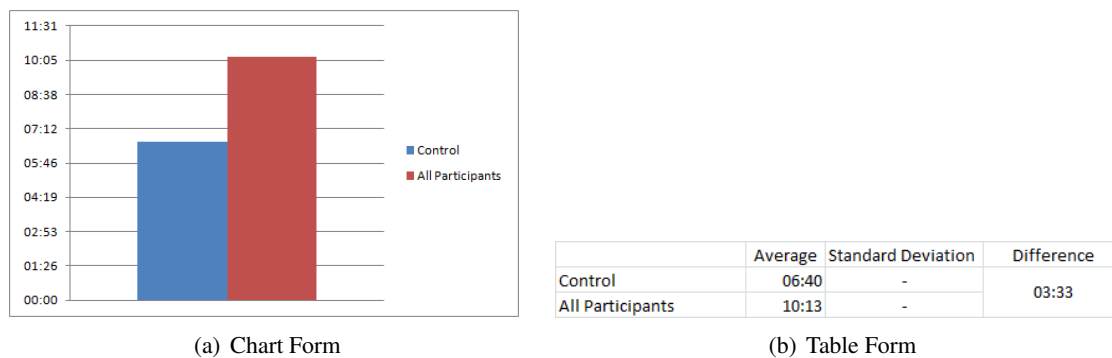 11:31
10:05
08:38
07:12
05:46
04:19
02:53
01:26
00:00
Control
All Participants
(a) Chart Form
Average Standard Deviation Difference
Control 06:40 - 03:33
All Participants 10:13 -
(b) Table Form